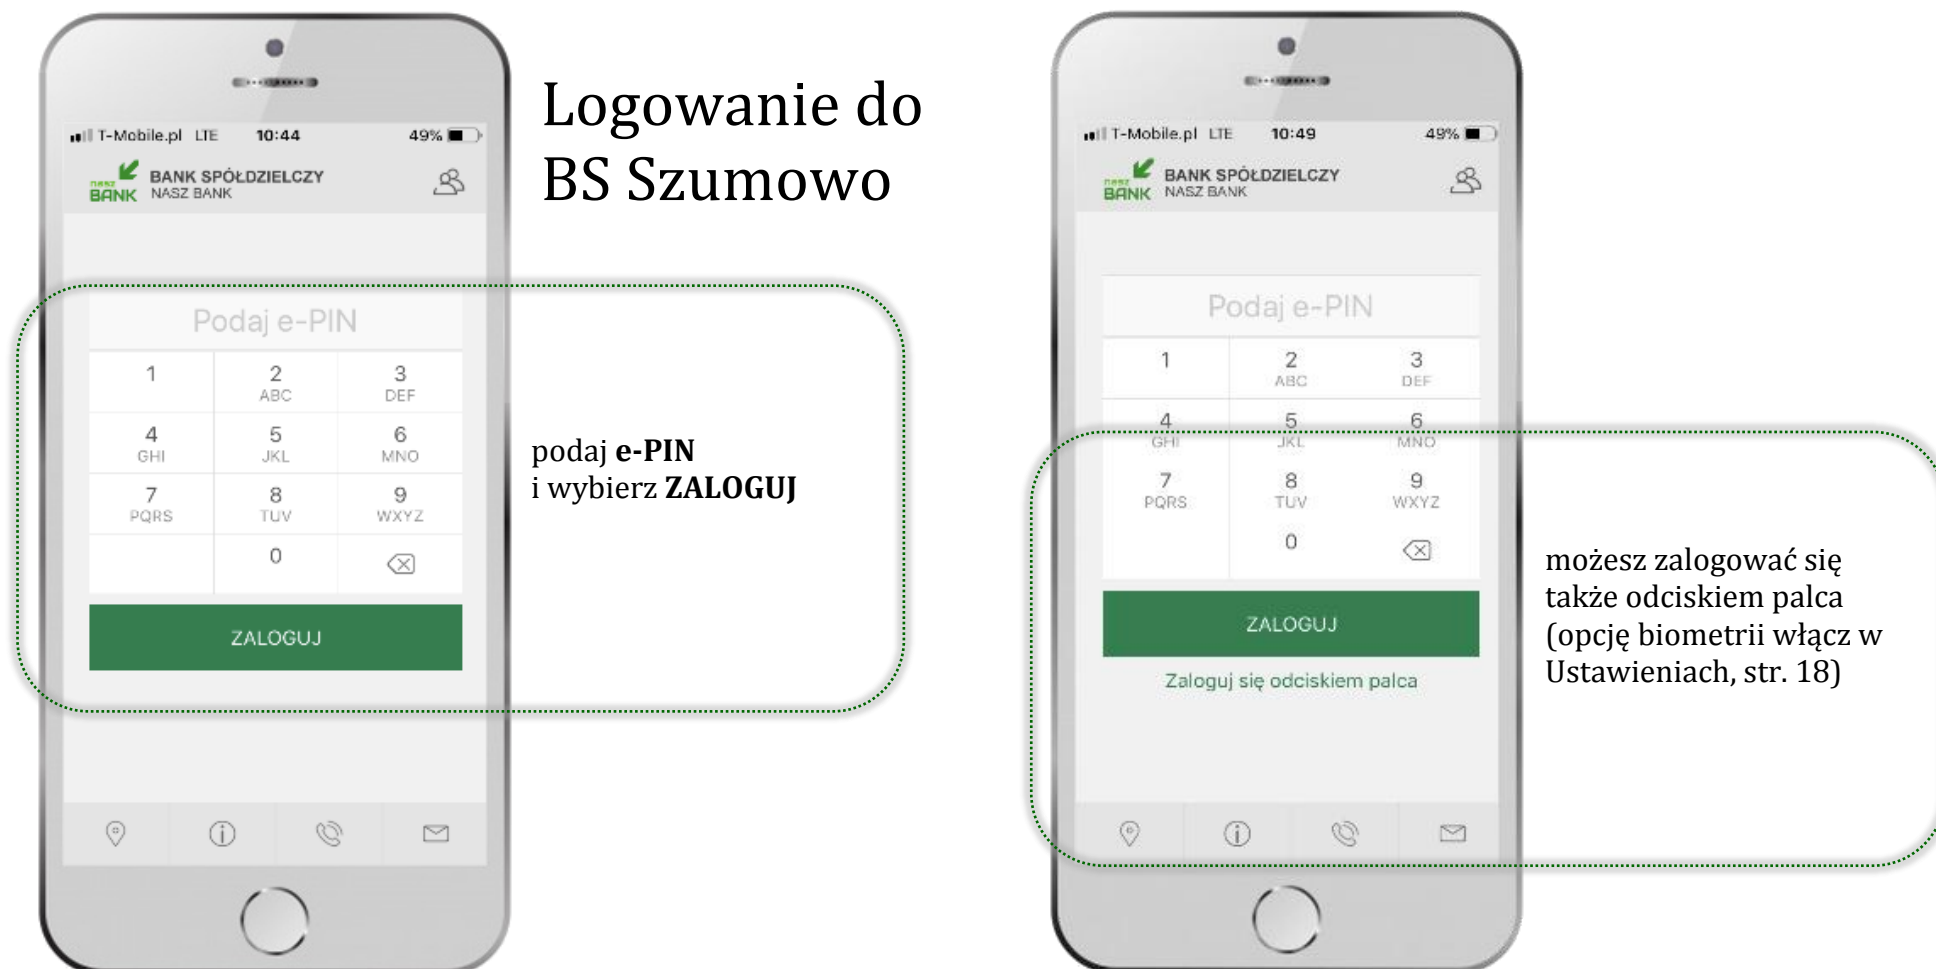 Logowanie do
BS Szumowo
T-Mobile.pl LTE 10:44 49%
nasz BANK
BANK SPÓŁDZIELCZY
NASZ BANK
Podaj e-PIN
1 2 3
ABC DEF
4 5 6
GHI JKL MNO
7 8 9
PQRS TUV WXYZ
0
ZALOGUJ
podaj e-PIN
i wybierz ZALOGUJ
T-Mobile.pl LTE 10:49 49%
nasz BANK
BANK SPÓŁDZIELCZY
NASZ BANK
Podaj e-PIN
1 2 3
ABC DEF
4 5 6
GHI JKL MNO
7 8 9
PQRS TUV WXYZ
0
ZALOGUJ
Zaloguj się odciskiem palca
możesz zalogować się
także odciskiem palca
(opcję biometrii włącz w
Ustawieniach, str. 18)